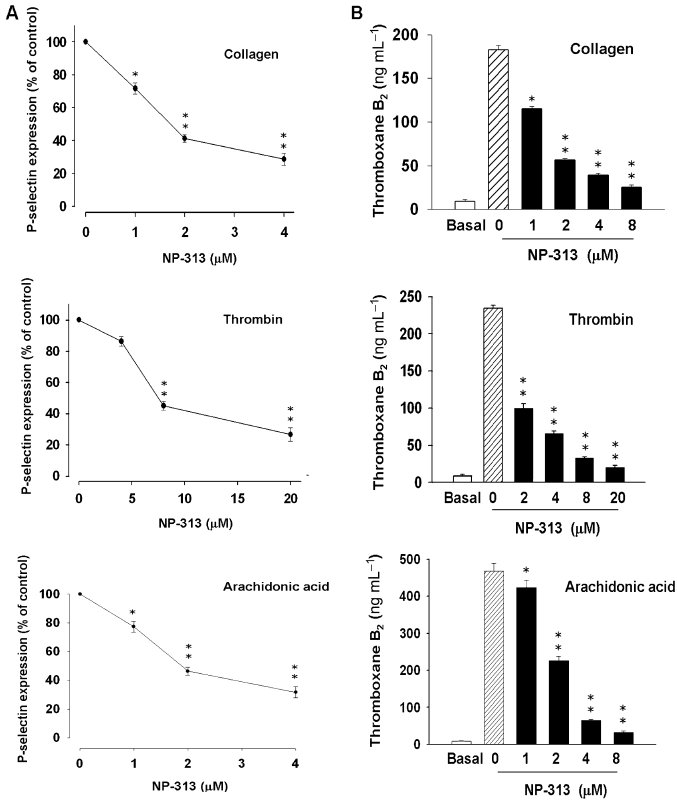 A
P-selectin expression (% of control)
Collagen
100
80
60
40
20
0
*
* *
* *
0 1 2 3 4
NP-313 (μM)
B
Thromboxane B2 (ng mL−1)
Collagen
200
150
100
50
0
*
* *
* *
* *
Basal 0 1 2 4 8
NP-313 (μM)
P-selectin expression (% of control)
Thrombin
100
80
60
40
20
0
* *
* *
0 5 10 15 20
NP-313 (μM)
Thromboxane B2 (ng mL−1)
Thrombin
250
200
150
100
50
0
* *
* *
* *
* *
Basal 0 2 4 8 20
NP-313 (μM)
P-selectin expression (% of control)
Arachidonic acid
100
80
60
40
20
0
*
* *
* *
0 1 2 3 4
NP-313 (μM)
Thromboxane B2 (ng mL−1)
Arachidonic acid
500
400
300
200
100
0
*
* *
* *
* *
Basal 0 1 2 4 8
NP-313 (μM)